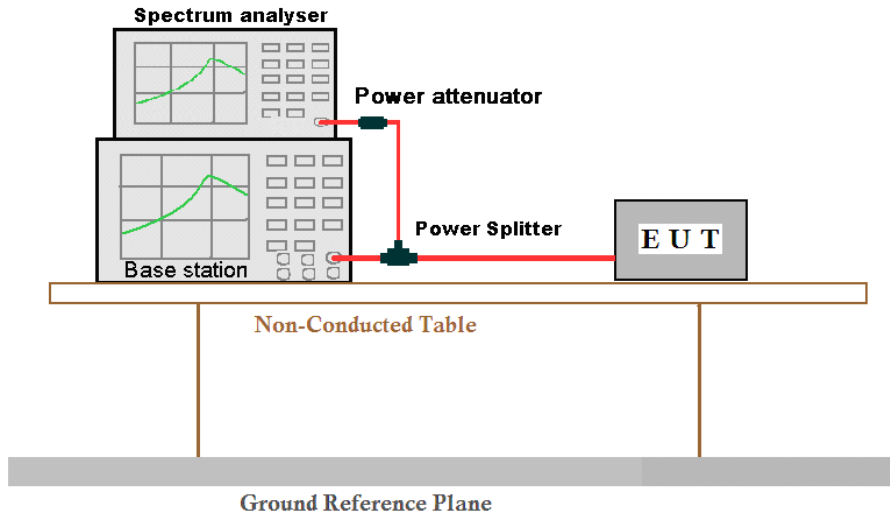 Spectrum analyser
Power attenuator
Power Splitter
E U T
Base station
Non-Conducted Table
Ground Reference Plane